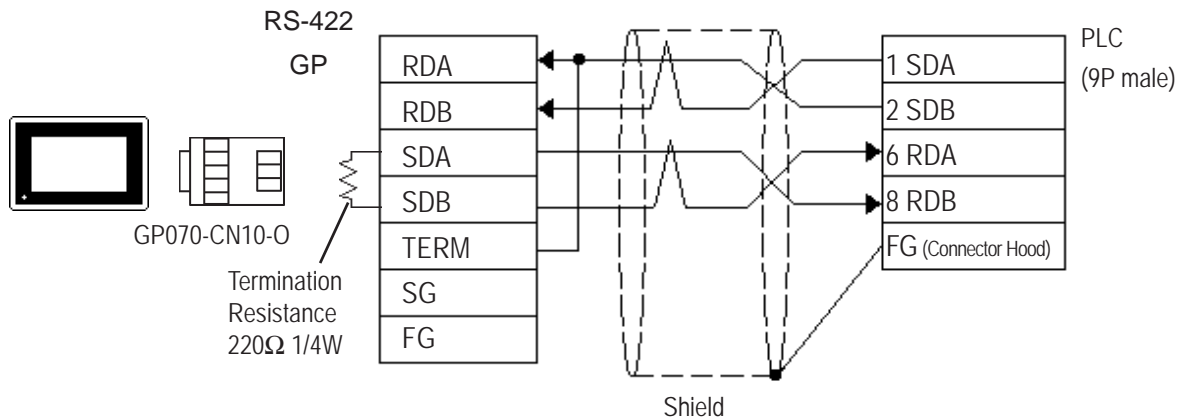 RS-422
GP
RDA
RDB
SDA
SDB
TERM
SG
FG
GP070-CN10-O
Termination
Resistance
220Ω 1/4W
Shield
PLC
(9P male)
1 SDA
2 SDB
6 RDA
8 RDB
FG (Connector Hood)